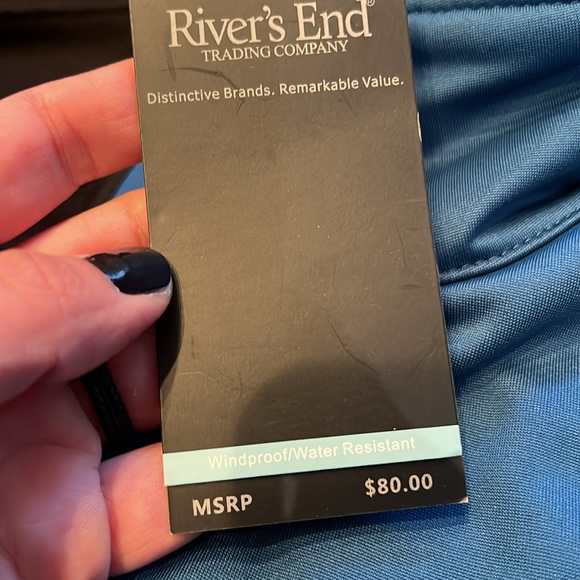 River's End®
TRADING COMPANY
Distinctive Brands. Remarkable Value.
Windproof/Water Resistant
MSRP $80.00